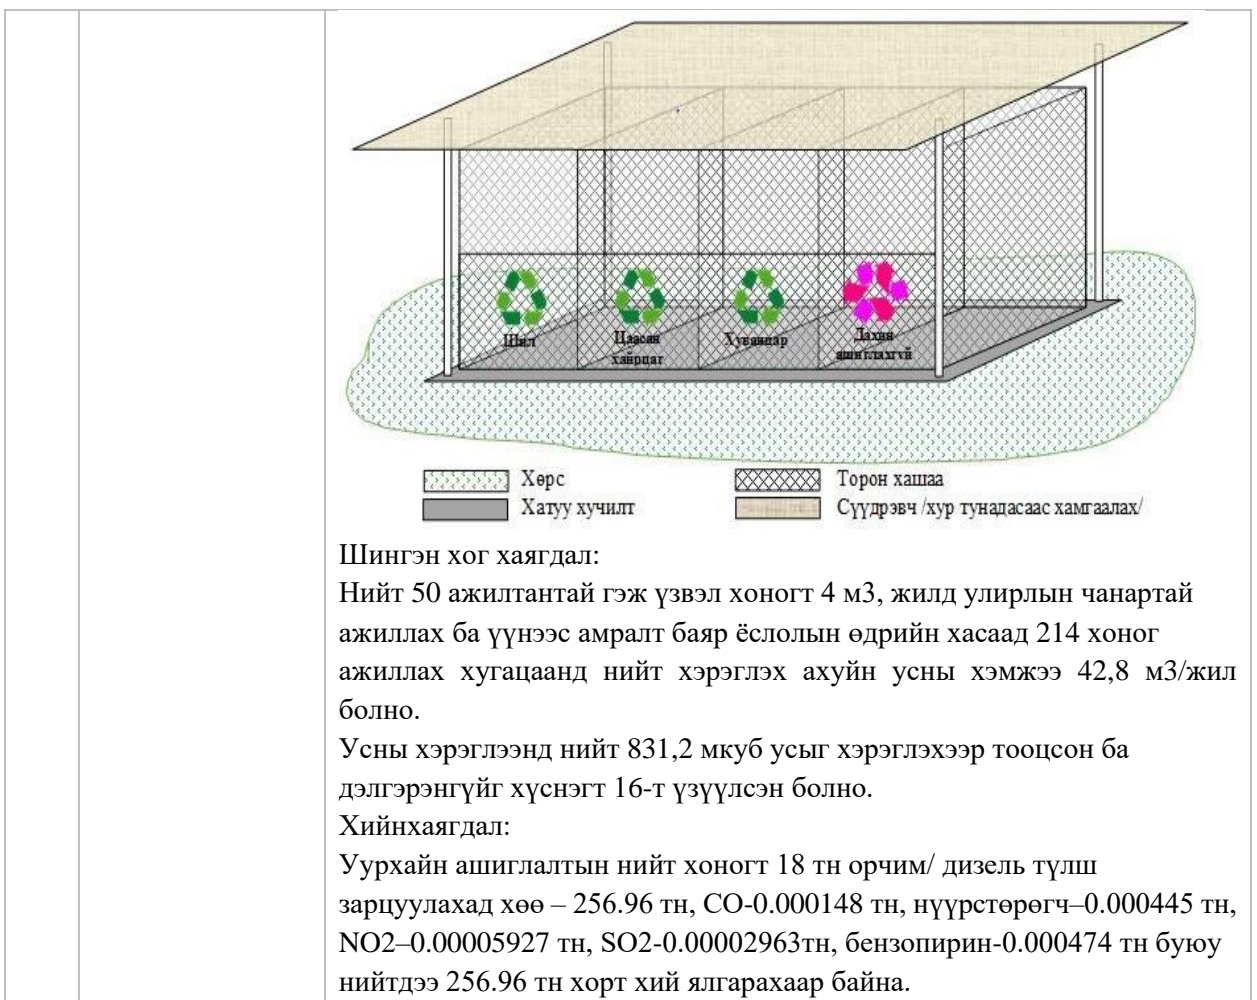 Шил
Цаасан
хайрцаг
Хуванцар
Дахин
ашиглахгүй
Хөрс
Торон хашаа
Хатуу хучилт
Сүүдрэвч /хур тунадасаас хамгаалах/
Шингэн хог хаягдал:
Нийт 50 ажилтантай гэж үзвэл хоногт 4 м3, жилд улирлын чанартай
ажиллах ба үүнээс амралт баяр ёслолын өдрийн хасаад 214 хоног
ажиллах хугацаанд нийт хэрэглэх ахуйн усны хэмжээ 42,8 м3/жил
болно.
Усны хэрэглээнд нийт 831,2 мкуб усыг хэрэглэхээр тооцсон ба
дэлгэрэнгүйг хүснэгт 16-т үзүүлсэн болно.
Хийнхаягдал:
Уурхайн ашиглалтын нийт хоногт 18 тн орчим/ дизель түлш
зарцуулахад хөө – 256.96 тн, СО-0.000148 тн, нүүрстөрөгч–0.000445 тн,
NO2–0.00005927 тн, SO2-0.00002963тн, бензопирин-0.000474 тн буюу
нийтдээ 256.96 тн хорт хий ялгарахаар байна.